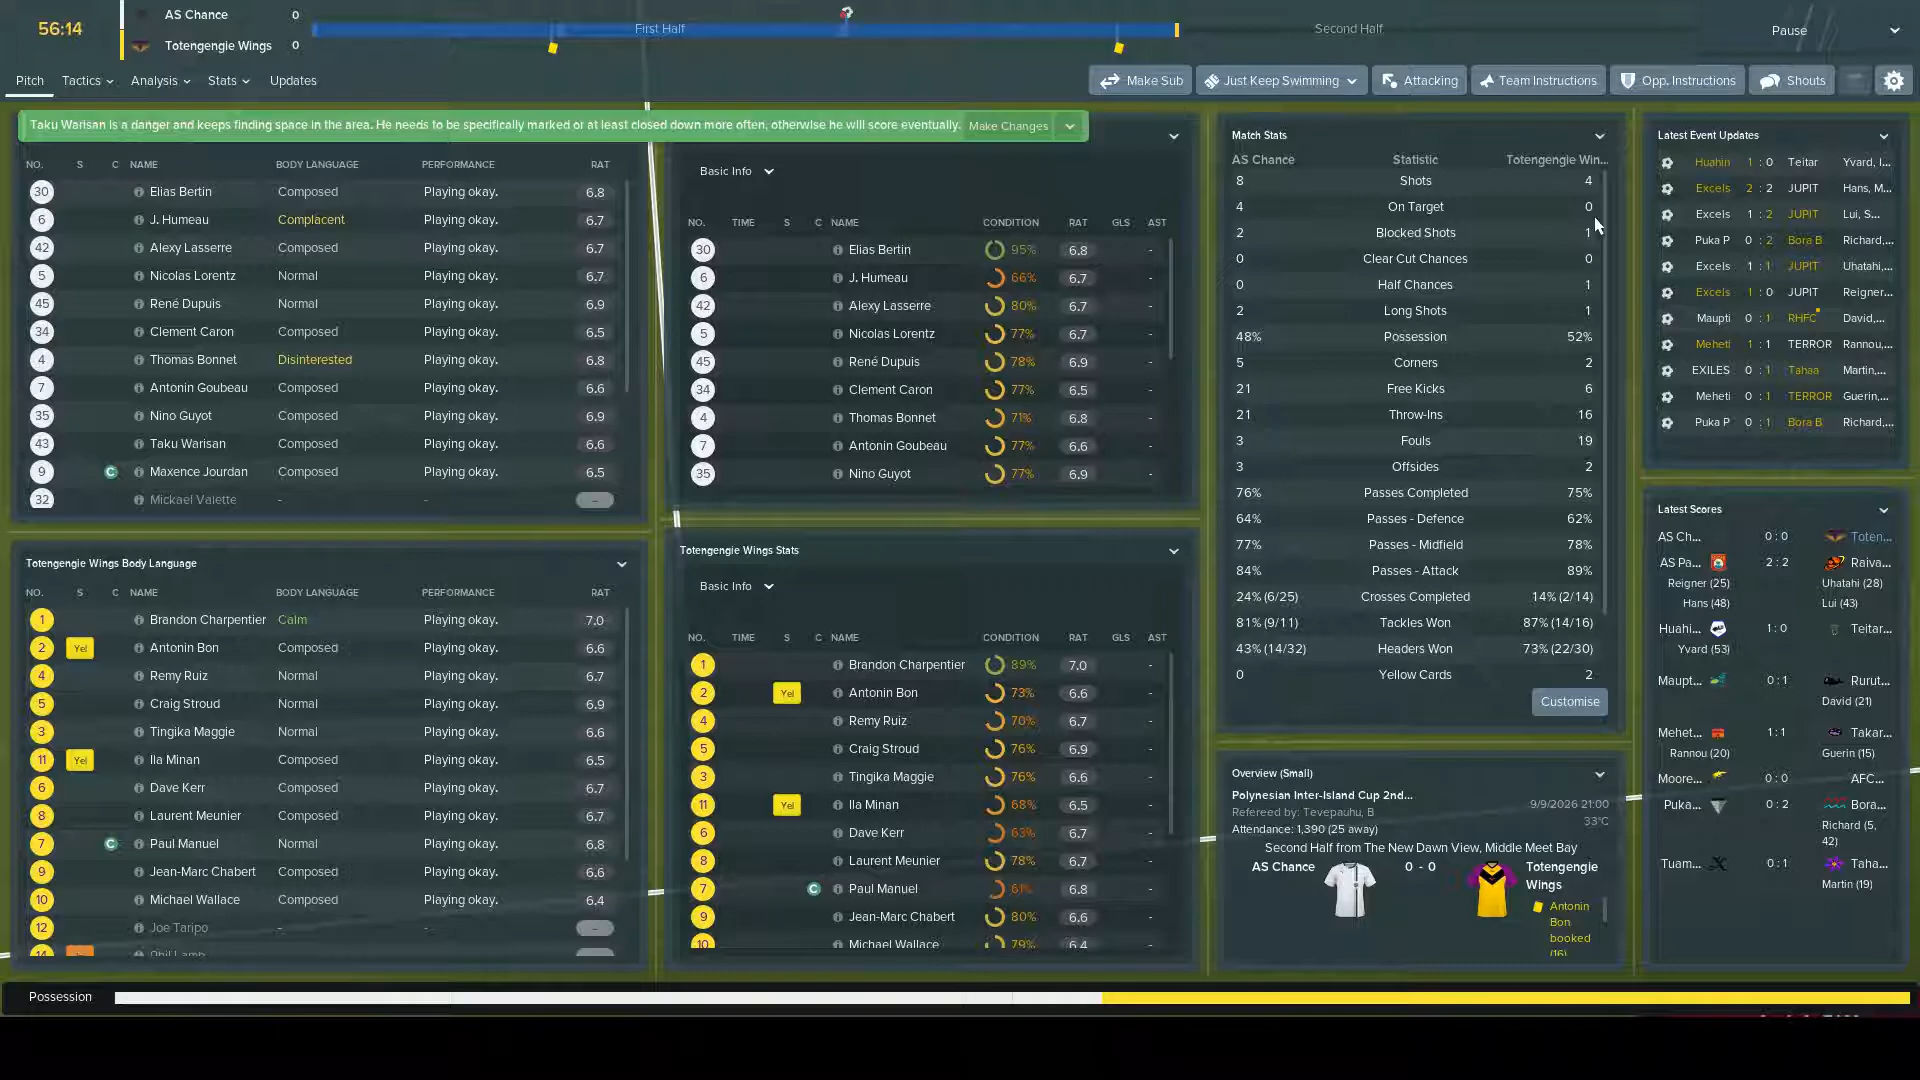 56:14
AS Chance 0
Totengengie Wings 0
First Half
Second Half
Pause
Pitch Tactics Analysis Stats Updates
Make Sub Just Keep Swimming Attacking Team Instructions Opp. Instructions Shouts
Taku Warisan is a danger and keeps finding space in the area. He needs to be specifically marked or at least closed down more often, otherwise he will score eventually. Make Changes
NO. S C NAME BODY LANGUAGE PERFORMANCE RAT
30 Elias Bertin Composed Playing okay. 6.8
6 J. Humeau Complacent Playing okay. 6.7
42 Alexy Lasserre Composed Playing okay. 6.7
5 Nicolas Lorentz Normal Playing okay. 6.7
45 René Dupuis Normal Playing okay. 6.9
34 Clement Caron Composed Playing okay. 6.5
4 Thomas Bonnet Disinterested Playing okay. 6.8
7 Antonin Goubeau Composed Playing okay. 6.6
35 Nino Guyot Composed Playing okay. 6.9
43 Taku Warisan Composed Playing okay. 6.6
9 C Maxence Jourdan Composed Playing okay. 6.5
32 Mickael Valette - - -
Totengengie Wings Body Language
NO. S C NAME BODY LANGUAGE PERFORMANCE RAT
1 Brandon Charpentier Calm Playing okay. 7.0
2 Yel Antonin Bon Composed Playing okay. 6.6
4 Remy Ruiz Normal Playing okay. 6.7
5 Craig Stroud Normal Playing okay. 6.9
3 Tingika Maggie Normal Playing okay. 6.6
11 Yel Ila Minan Composed Playing okay. 6.5
6 Dave Kerr Composed Playing okay. 6.7
8 Laurent Meunier Composed Playing okay. 6.7
7 C Paul Manuel Normal Playing okay. 6.8
9 Jean-Marc Chabert Composed Playing okay. 6.6
10 Michael Wallace Composed Playing okay. 6.4
12 Joe Taripo - - -
14 Phil Lamb
Basic Info
NO. TIME S C NAME CONDITION RAT GLS AST
30 Elias Bertin 95% 6.8 - -
6 J. Humeau 66% 6.7 - -
42 Alexy Lasserre 80% 6.7 - -
5 Nicolas Lorentz 77% 6.7 - -
45 René Dupuis 78% 6.9 - -
34 Clement Caron 77% 6.5 - -
4 Thomas Bonnet 71% 6.8 - -
7 Antonin Goubeau 77% 6.6 - -
35 Nino Guyot 77% 6.9 - -
Totengengie Wings Stats
Basic Info
NO. TIME S C NAME CONDITION RAT GLS AST
1 Brandon Charpentier 89% 7.0 -
2 Yel Antonin Bon 73% 6.6 -
4 Remy Ruiz 70% 6.7 -
5 Craig Stroud 76% 6.9 -
3 Tingika Maggie 76% 6.6 -
11 Yel Ila Minan 68% 6.5 -
6 Dave Kerr 63% 6.7 -
8 Laurent Meunier 78% 6.7 -
7 C Paul Manuel 61% 6.8 -
9 Jean-Marc Chabert 80% 6.6 -
10 Michael Wallace 79% 6.4 -
Match Stats
AS Chance Statistic Totengengie Win...
8 Shots 4
4 On Target 0
2 Blocked Shots 1
0 Clear Cut Chances 0
0 Half Chances 1
2 Long Shots 1
48% Possession 52%
5 Corners 2
21 Free Kicks 6
21 Throw-Ins 16
3 Fouls 19
3 Offsides 2
76% Passes Completed 75%
64% Passes - Defence 62%
77% Passes - Midfield 78%
84% Passes - Attack 89%
24% (6/25) Crosses Completed 14% (2/14)
81% (9/11) Tackles Won 87% (14/16)
43% (14/32) Headers Won 73% (22/30)
0 Yellow Cards 2
Customise
Overview (Small)
Polynesian Inter-Island Cup 2nd... 9/9/2026 21:00
Refereed by: Tevepauhu, B 33°C
Attendance: 1,390 (25 away)
Second Half from The New Dawn View, Middle Meet Bay
AS Chance 0 - 0 Totengengie Wings
Antonin
Bon
booked
(16)
Latest Event Updates
Huahin 1 : 0 Teitar Yvard, I...
Excels 2 : 2 JUPIT Hans, M...
Excels 1 : 2 JUPIT Lui, S...
Puka P 0 : 2 Bora B Richard,...
Excels 1 : 1 JUPIT Uhatahi,...
Excels 1 : 0 JUPIT Reigner...
Maupti 0 : 1 RHFC David,...
Meheti 1 : 1 TERROR Rannou,...
EXILES 0 : 1 Tahaa Martin,...
Meheti 0 : 1 TERROR Guerin,...
Puka P 0 : 1 Bora B Richard,...
Latest Scores
AS Ch... 0 : 0 Toten...
AS Pa... 2 : 2 Raiva...
Reigner (25) Uhatahi (28)
Hans (48) Lui (43)
Huahi... 1 : 0 Teitar...
Yvard (53)
Maupt... 0 : 1 Rurut...
David (21)
Mehet... 1 : 1 Takar...
Rannou (20) Guerin (15)
Moore... 0 : 0 AFC...
Puka... 0 : 2 Bora...
Richard (5,
42)
Tuam... 0 : 1 Taha...
Martin (19)
Possession